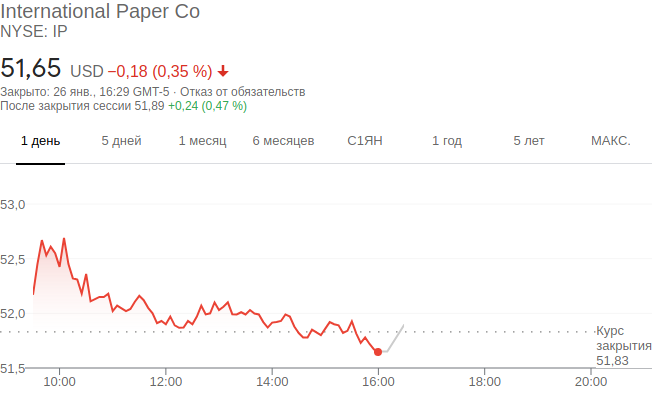 International Paper Co
NYSE: IP
51,65 USD −0,18 (0,35 %)
Закрыто: 26 янв., 16:29 GMT-5 · Отказ от обязательств
После закрытия сессии 51,89 +0,24 (0,47 %)
1 день 5 дней 1 месяц 6 месяцев С1ЯН 1 год 5 лет МАКС.
53,0
52,5
52,0
Курс
закрытия
51,83
51,5
10:00 12:00 14:00 16:00 18:00 20:00